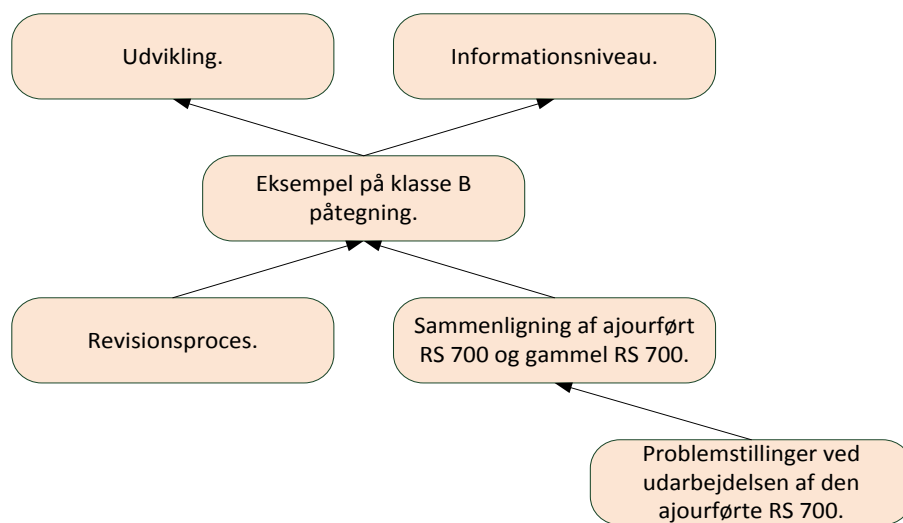 Udvikling.
Informationsniveau.
Eksempel på klasse B
påtegning.
Revisionsproces.
Sammenligning af ajourført
RS 700 og gammel RS 700.
Problemstillinger ved
udarbejdelsen af den
ajourførte RS 700.